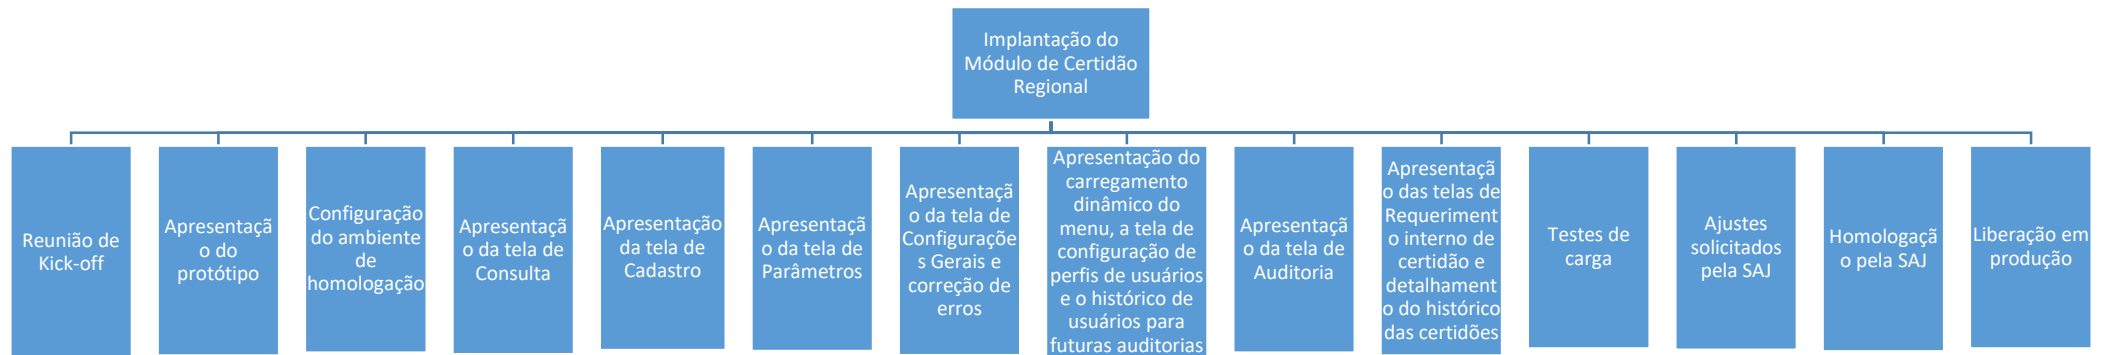 Implantação do
Módulo de Certidão
Regional
Reunião de
Kick-off
Apresentaçã
o do
protótipo
Configuração
do ambiente
de
homologação
Apresentaçã
o da tela de
Consulta
Apresentação
da tela de
Cadastro
Apresentaçã
o da tela de
Parâmetros
Apresentaçã
o da tela de
Configuraçõe
s Gerais e
correção de
erros
Apresentação do
carregamento
dinâmico do
menu, a tela de
configuração de
perfis de usuários
e o histórico de
usuários para
futuras auditorias
Apresentaçã
o da tela de
Auditoria
Apresentaçã
o das telas de
Requeriment
o interno de
certidão e
detalhament
o do histórico
das certidões
Testes de
carga
Ajustes
solicitados
pela SAJ
Homologaçã
o pela SAJ
Liberação em
produção